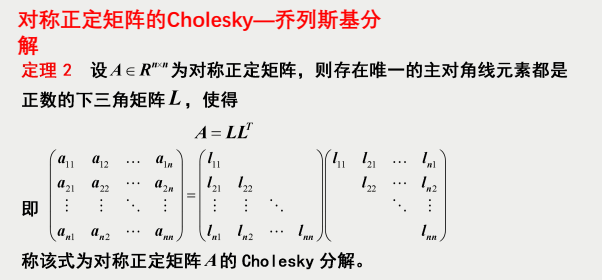 对称正定矩阵的Cholesky—乔列斯基分
解
定理 2 设 A ∈ R^{n×n} 为对称正定矩阵，则存在唯一的主对角线元素都是
正数的下三角矩阵 L ，使得
A = LL^T
即 \begin{pmatrix} a_{11} & a_{12} & \cdots & a_{1n} \\ a_{21} & a_{22} & \cdots & a_{2n} \\ \vdots & \vdots & \ddots & \vdots \\ a_{n1} & a_{n2} & \cdots & a_{nn} \end{pmatrix} = \begin{pmatrix} l_{11} & & & \\ l_{21} & l_{22} & & \\ \vdots & \vdots & \ddots & \\ l_{n1} & l_{n2} & \cdots & l_{nn} \end{pmatrix} \begin{pmatrix} l_{11} & l_{21} & \cdots & l_{n1} \\ & l_{22} & \cdots & l_{n2} \\ & & \ddots & \vdots \\ & & & l_{nn} \end{pmatrix}
称该式为对称正定矩阵 A 的 Cholesky 分解。